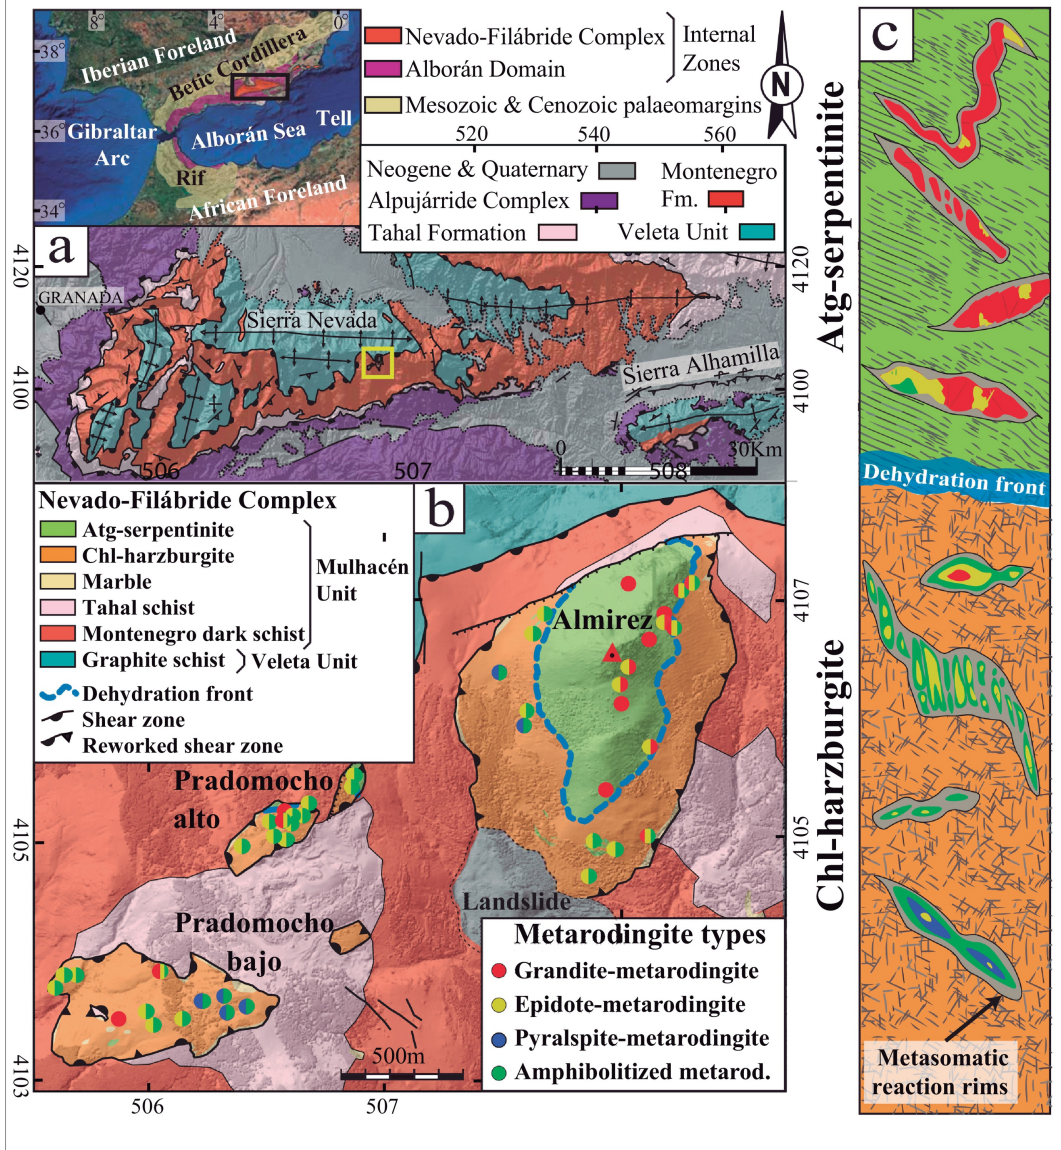 8°
4°
0°
38°
36°
34°
Iberian Foreland
Betic Cordillera
Gibraltar
Arc
Alborán Sea
Tell
Rif
African Foreland
Nevado-Filábride Complex
Alborán Domain
Internal
Zones
Mesozoic & Cenozoic palaeomargins
N
520
540
560
Neogene & Quaternary
Montenegro
Fm.
Alpujárride Complex
Tahal Formation
Veleta Unit
a
4120
4100
4120
4100
GRANADA
Sierra Nevada
Sierra Alhamilla
0
30Km
506
507
508
b
Nevado-Filábride Complex
Atg-serpentinite
Chl-harzburgite
Marble
Tahal schist
Montenegro dark schist
Mulhacén
Unit
Graphite schist
Veleta Unit
Dehydration front
Shear zone
Reworked shear zone
Almirez
Pradomocho
alto
Pradomocho
bajo
Landslide
4107
4105
4105
4103
500m
506
507
Metarodingite types
Grandite-metarodingite
Epidote-metarodingite
Pyralspite-metarodingite
Amphibolitized metarod.
c
Atg-serpentinite
Dehydration front
Chl-harzburgite
Metasomatic
reaction rims